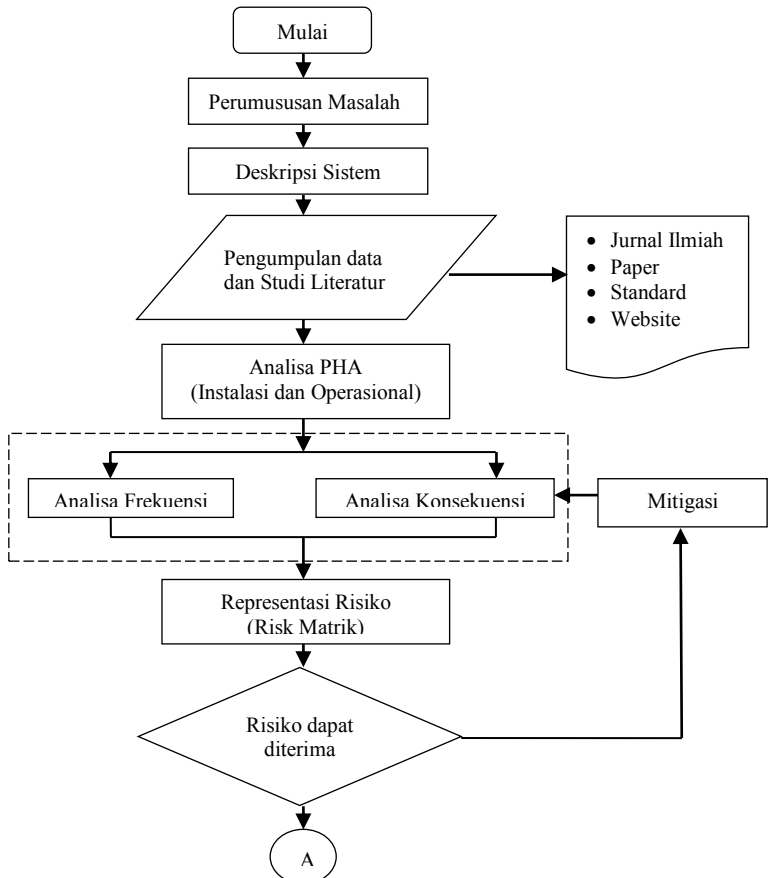 Mulai
Perumususan Masalah
Deskripsi Sistem
Pengumpulan data
dan Studi Literatur
• Jurnal Ilmiah
• Paper
• Standard
• Website
Analisa PHA
(Instalasi dan Operasional)
Analisa Frekuensi
Analisa Konsekuensi
Mitigasi
Representasi Risiko
(Risk Matrik)
Risiko dapat
diterima
A